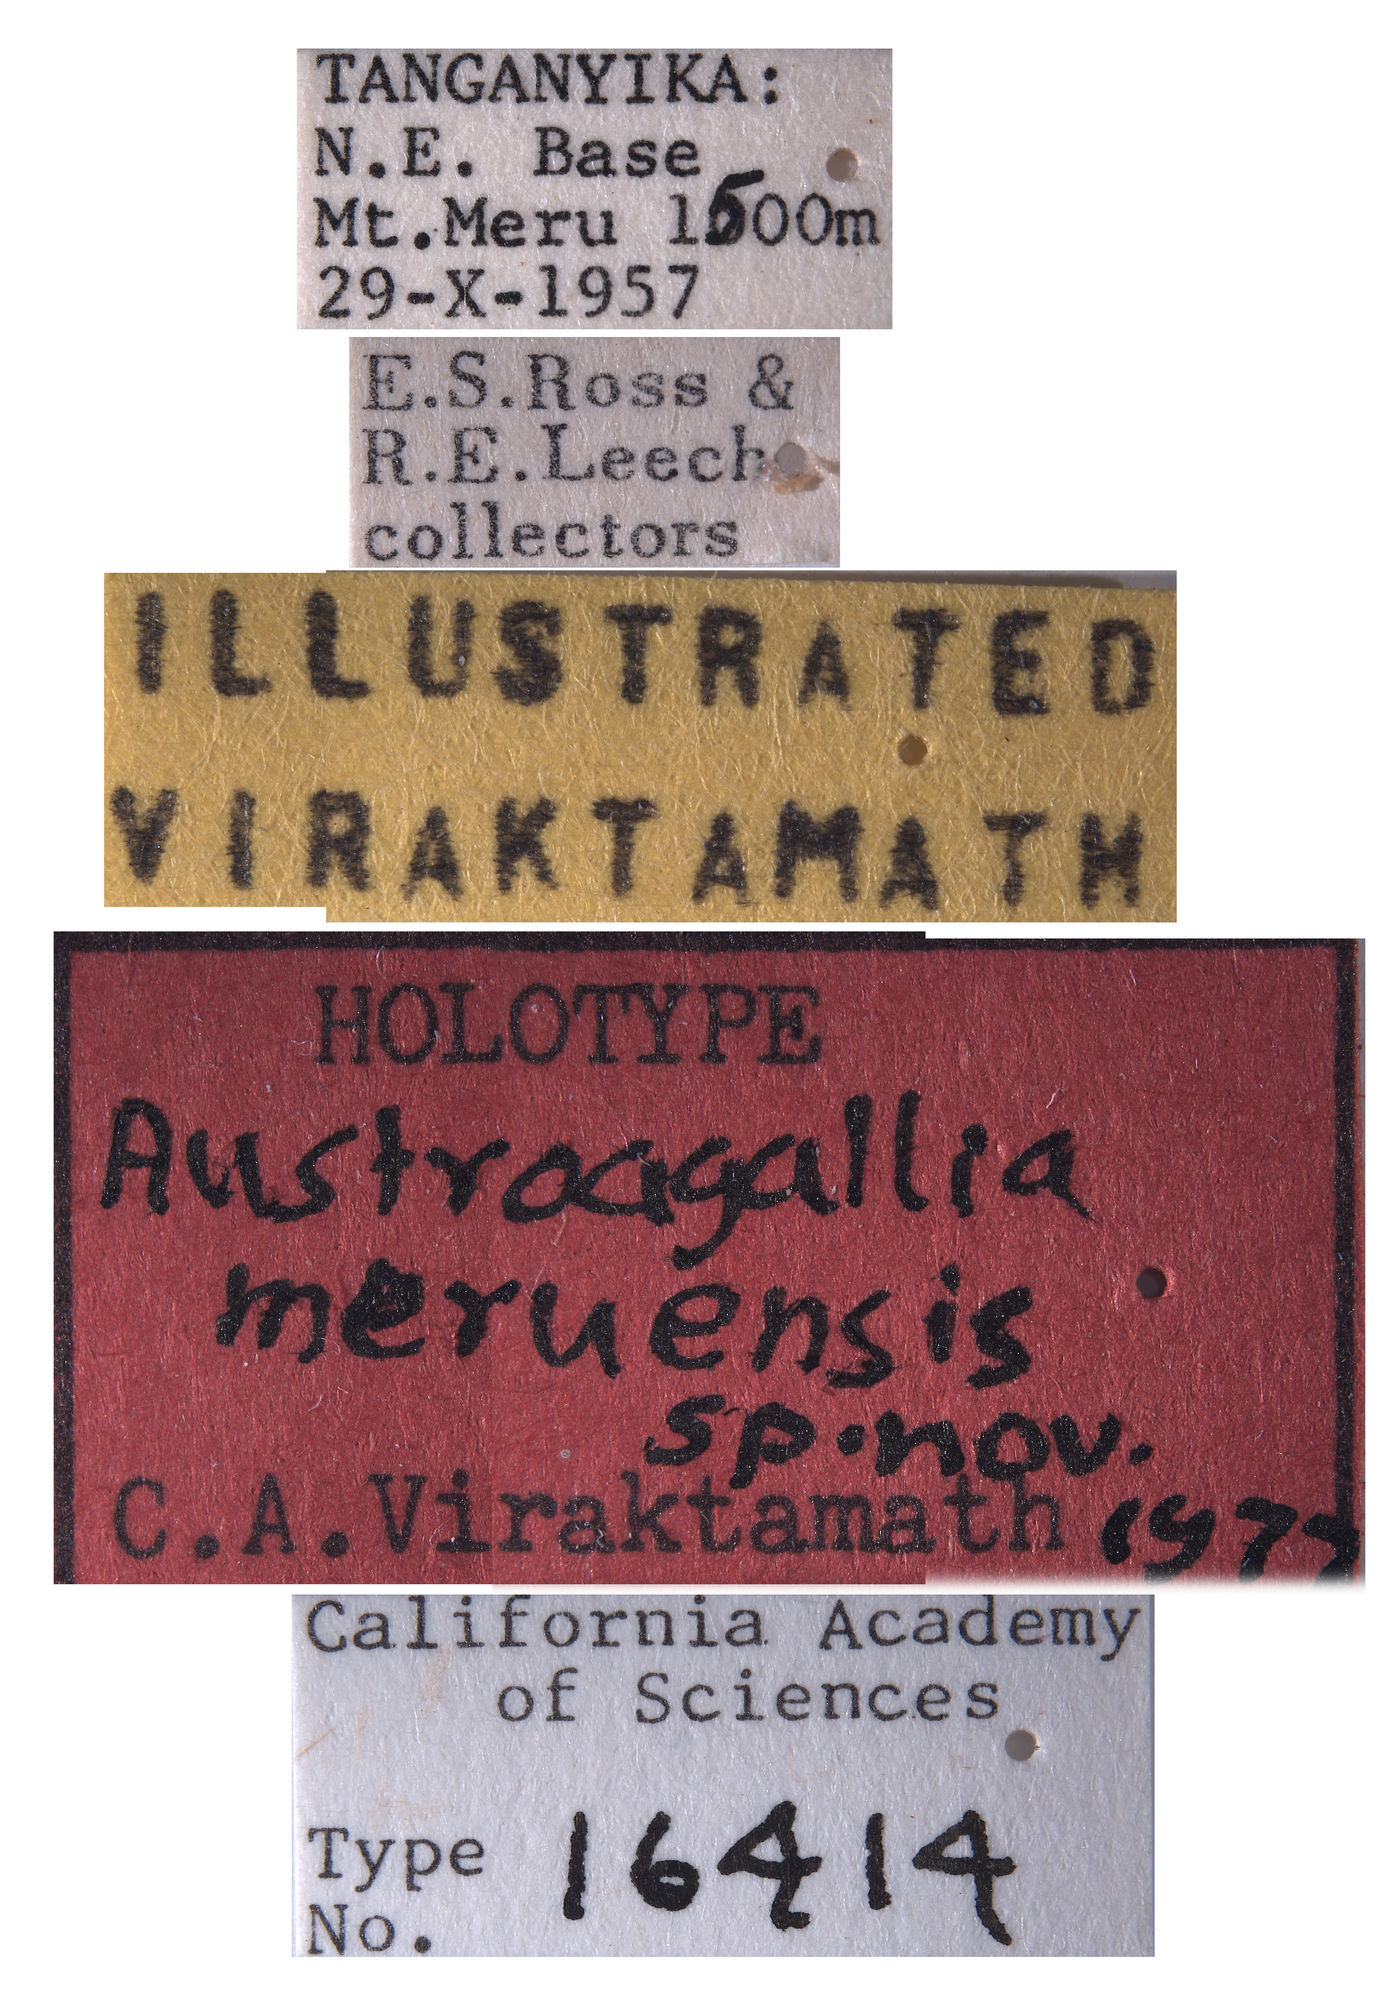 TANGANYIKA:
N.E. Base
Mt.Meru 1500m
29-X-1957
E.S.Ross &
R.E.Leech
collectors
ILLUSTRATED
VIRAKTAMATH
HOLOTYPE
Austroagallia
meruensis
sp.nov.
C.A.Viraktamath 1977
California Academy
of Sciences
Type
No. 16414